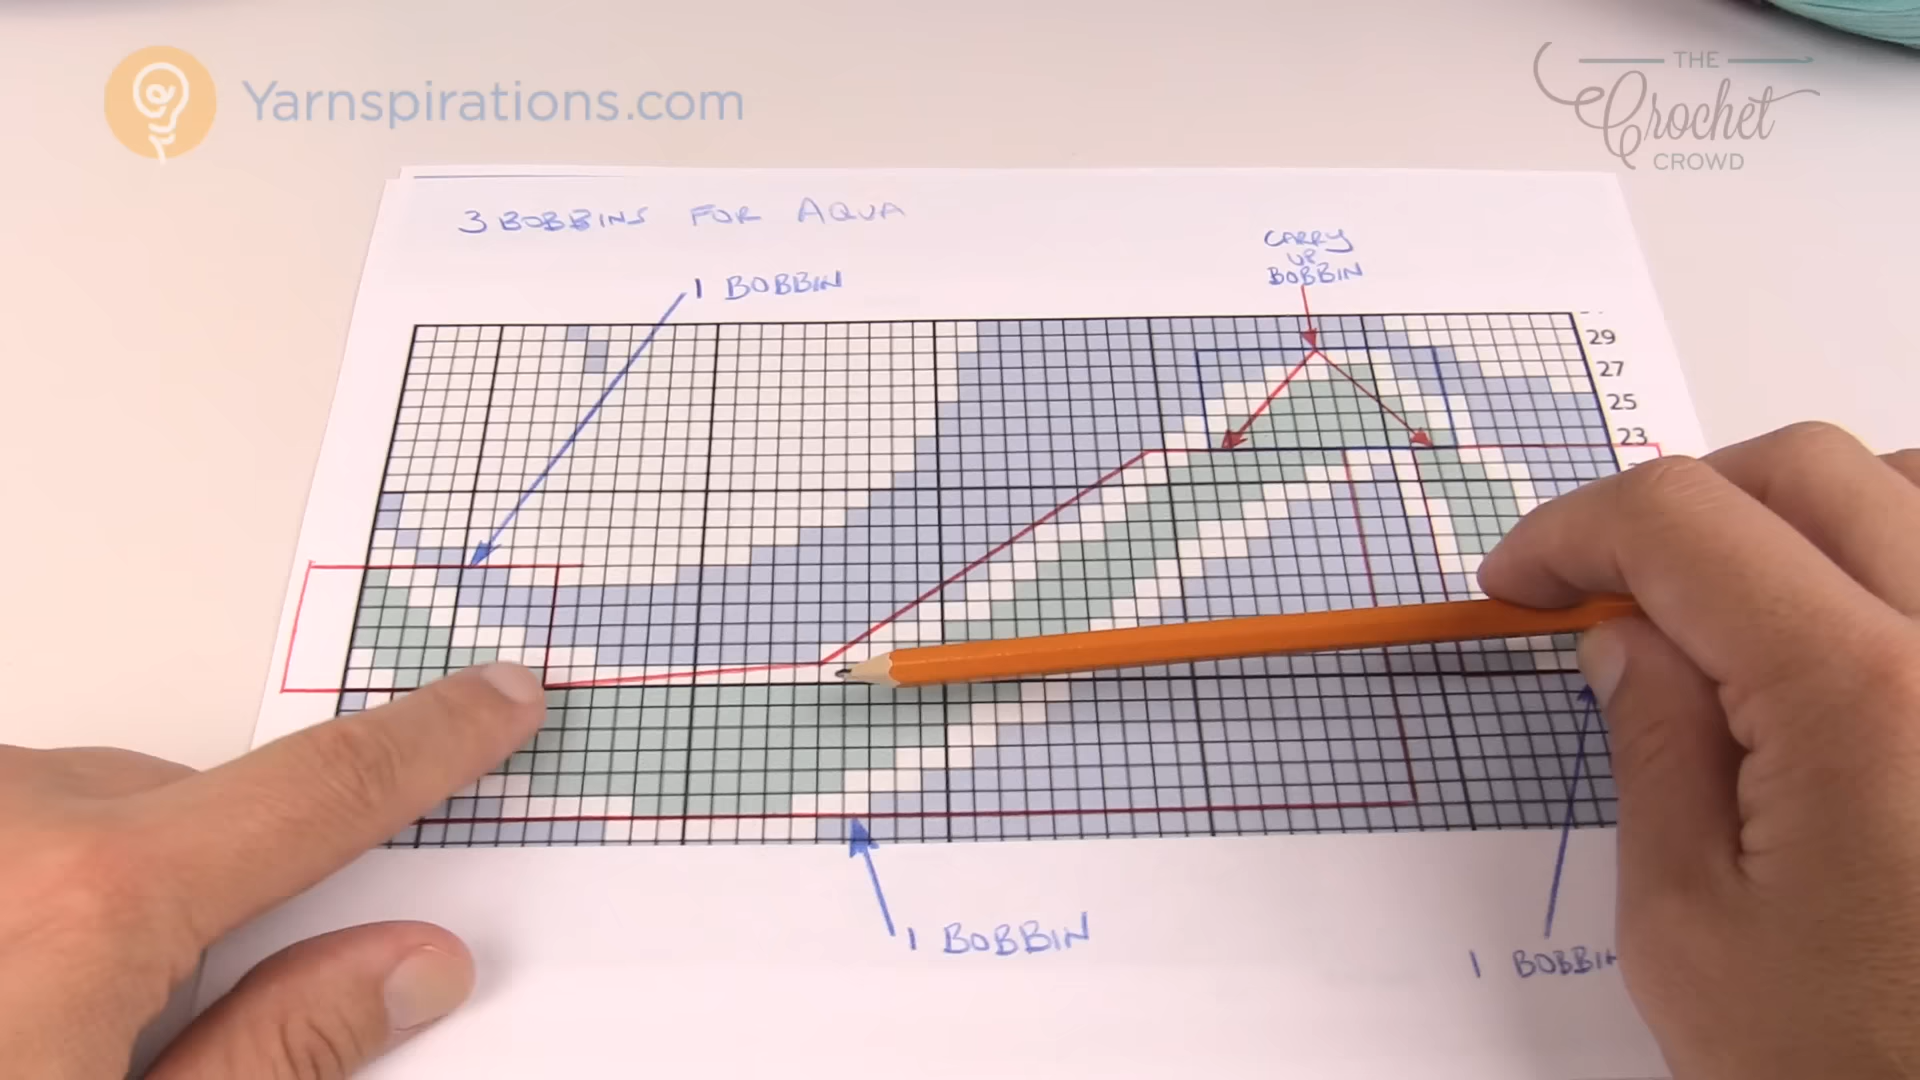 Yarnspirations.com
THE
Crochet
CROWD
3 BOBBINS FOR AQUA
1 BOBBIN
CARRY
UP
BOBBIN
29
27
25
23
1 BOBBIN
1 BOBBIN